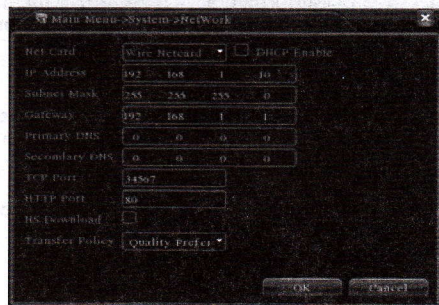 Main Menu->System->NetWork
Net Card Wire Netcard DHCP Enable
IP Address 192 168 1 10
Subnet Mask 255 255 255 0
Gateway 192 168 1 1
Primary DNS 0 0 0 0
Secondary DNS 0 0 0 0
TCP Port 34567
HTTP Port 80
HS Download
Transfer Policy Quality Prefer
OK Cancel